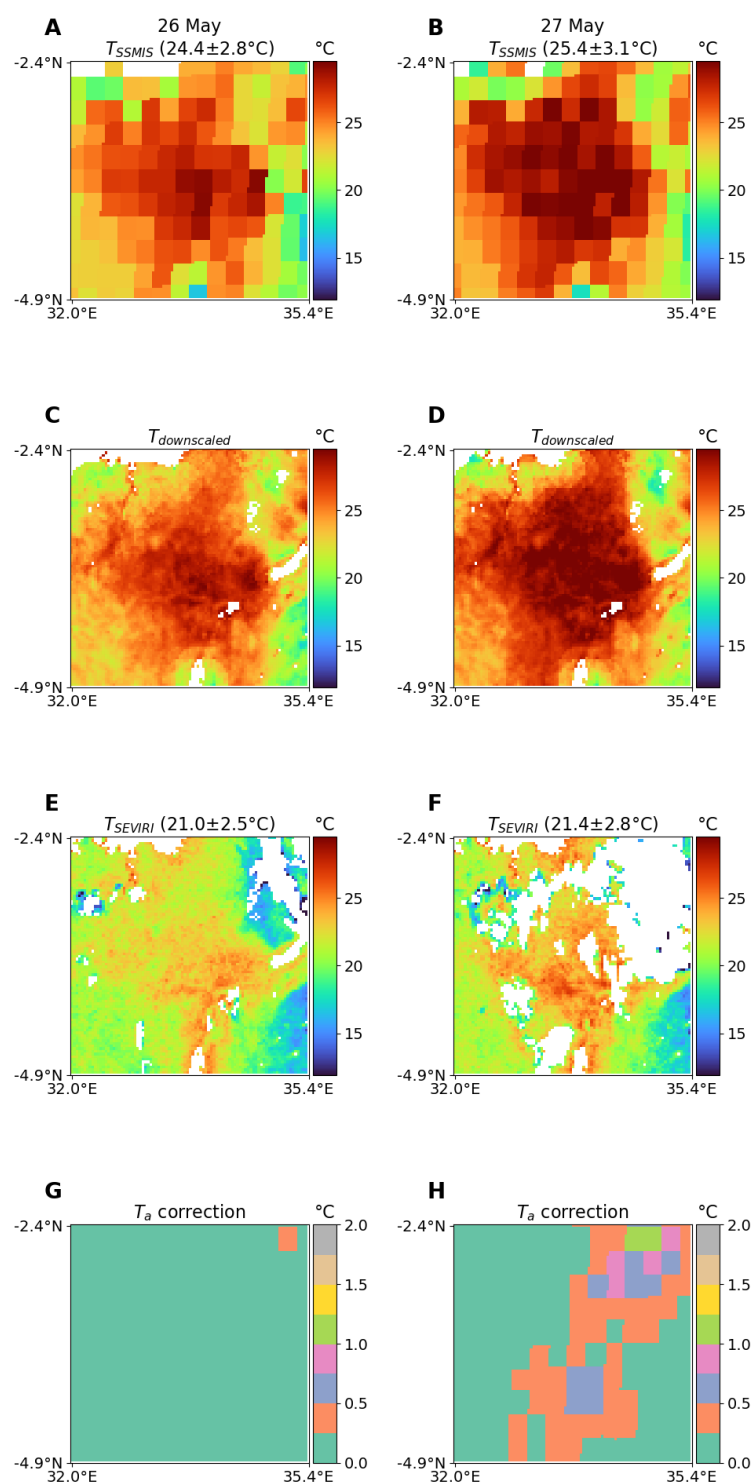 A
26 May
T_SSMIS (24.4±2.8°C)
°C
-2.4°N
25
20
15
-4.9°N
32.0°E
35.4°E
B
27 May
T_SSMIS (25.4±3.1°C)
°C
-2.4°N
25
20
15
-4.9°N
32.0°E
35.4°E
C
T_downscaled
°C
-2.4°N
25
20
15
-4.9°N
32.0°E
35.4°E
D
T_downscaled
°C
-2.4°N
25
20
15
-4.9°N
32.0°E
35.4°E
E
T_SEVIRI (21.0±2.5°C)
°C
-2.4°N
25
20
15
-4.9°N
32.0°E
35.4°E
F
T_SEVIRI (21.4±2.8°C)
°C
-2.4°N
25
20
15
-4.9°N
32.0°E
35.4°E
G
T_a correction
°C
-2.4°N
2.0
1.5
1.0
0.5
0.0
-4.9°N
32.0°E
35.4°E
H
T_a correction
°C
-2.4°N
2.0
1.5
1.0
0.5
0.0
-4.9°N
32.0°E
35.4°E